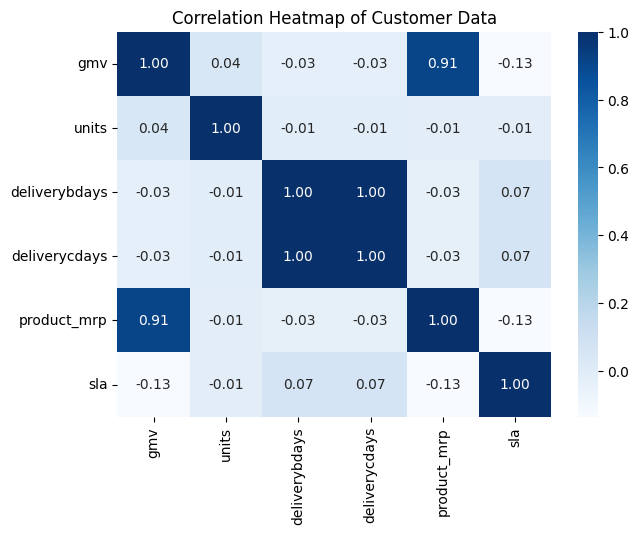 Correlation Heatmap of Customer Data
gmv 1.00 0.04 -0.03 -0.03 0.91 -0.13
units 0.04 1.00 -0.01 -0.01 -0.01 -0.01
deliverybdays -0.03 -0.01 1.00 1.00 -0.03 0.07
deliverycdays -0.03 -0.01 1.00 1.00 -0.03 0.07
product_mrp 0.91 -0.01 -0.03 -0.03 1.00 -0.13
sla -0.13 -0.01 0.07 0.07 -0.13 1.00
gmv units deliverybdays deliverycdays product_mrp sla
1.0
0.8
0.6
0.4
0.2
0.0